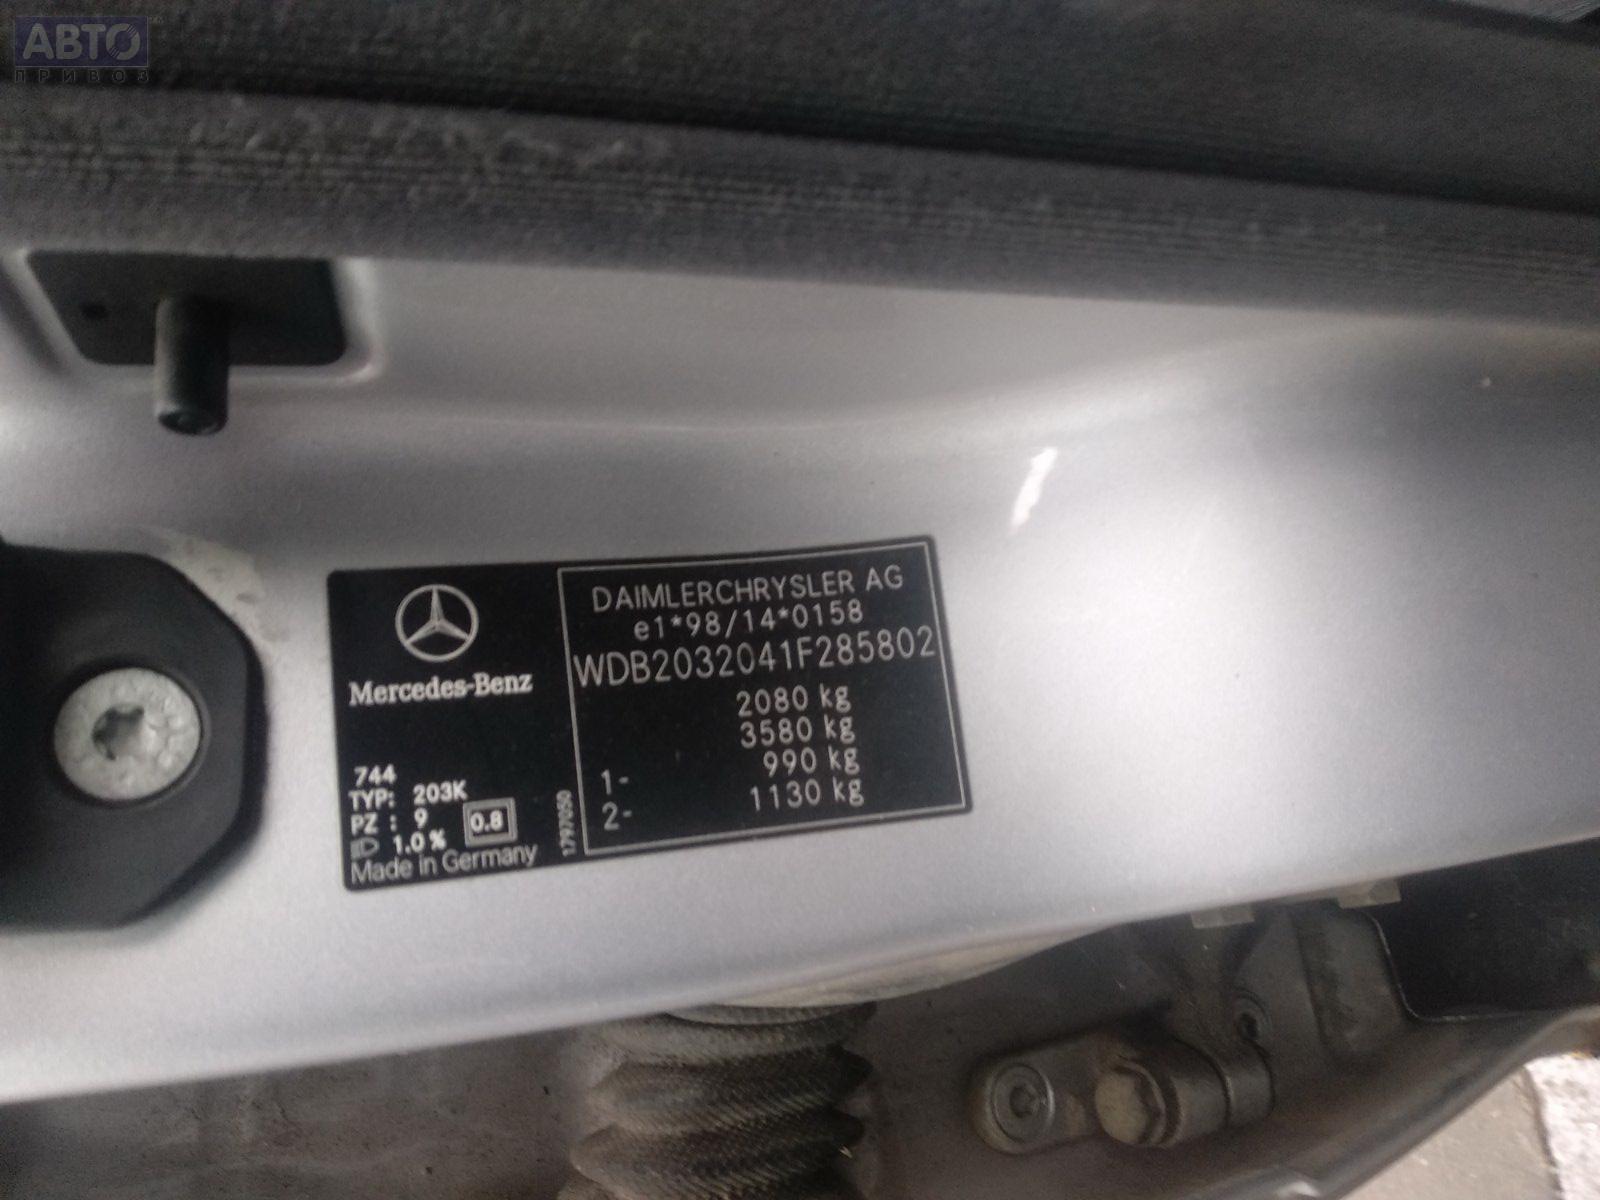 АВТО
ПРИВОЗ
Mercedes-Benz
744
TYP: 203K
PZ : 9
1.0 % 0.8
Made in Germany
1797050
DAIMLERCHRYSLER AG
e1*98/14*0158
WDB2032041F285802
2080 kg
3580 kg
1- 990 kg
2- 1130 kg